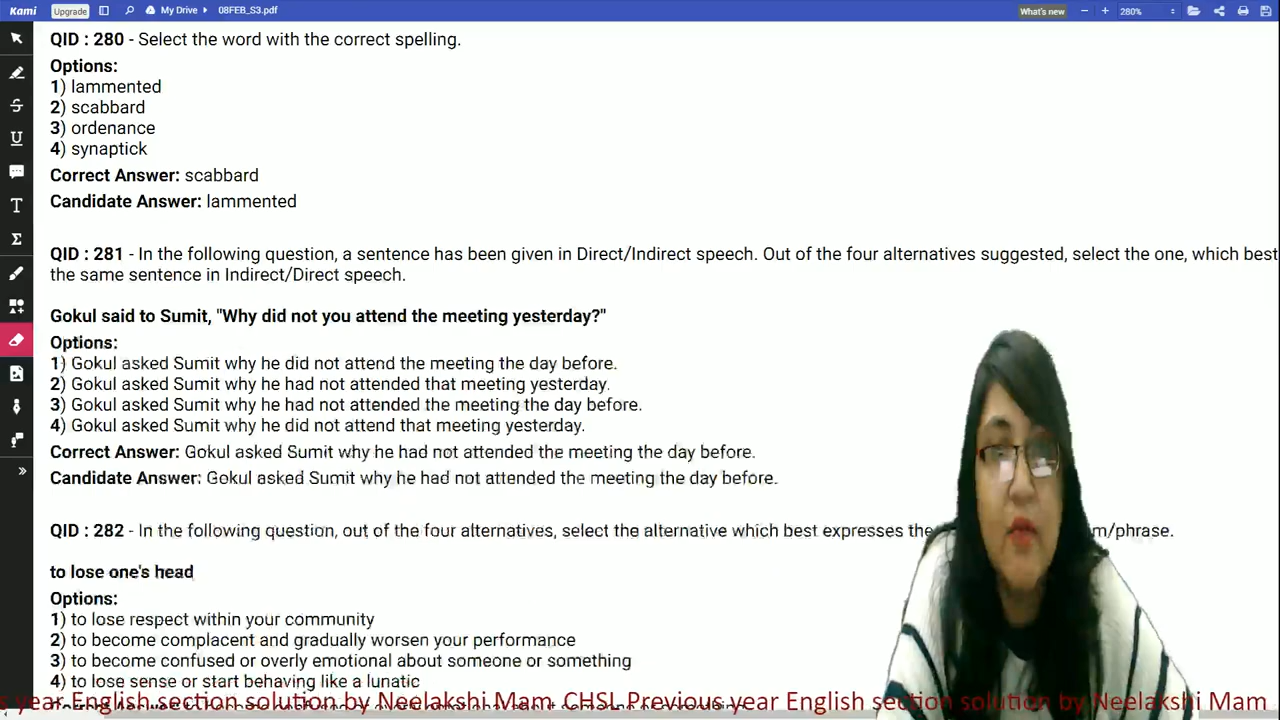 Kami Upgrade My Drive 08FEB_S3.pdf What's new 280%
QID : 280 - Select the word with the correct spelling.
Options:
1) lammented
2) scabbard
3) ordenance
4) synaptick
Correct Answer: scabbard
Candidate Answer: lammented
QID : 281 - In the following question, a sentence has been given in Direct/Indirect speech. Out of the four alternatives suggested, select the one, which best
the same sentence in Indirect/Direct speech.
Gokul said to Sumit, "Why did not you attend the meeting yesterday?"
Options:
1) Gokul asked Sumit why he did not attend the meeting the day before.
2) Gokul asked Sumit why he had not attended that meeting yesterday.
3) Gokul asked Sumit why he had not attended the meeting the day before.
4) Gokul asked Sumit why he did not attend that meeting yesterday.
Correct Answer: Gokul asked Sumit why he had not attended the meeting the day before.
Candidate Answer: Gokul asked Sumit why he had not attended the meeting the day before.
QID : 282 - In the following question, out of the four alternatives, select the alternative which best expresses the m/phrase.
to lose one's head
Options:
1) to lose respect within your community
2) to become complacent and gradually worsen your performance
3) to become confused or overly emotional about someone or something
4) to lose sense or start behaving like a lunatic
s year English section solution by Neelakshi Mam CHSL Previous year English section solution by Neelakshi Mam